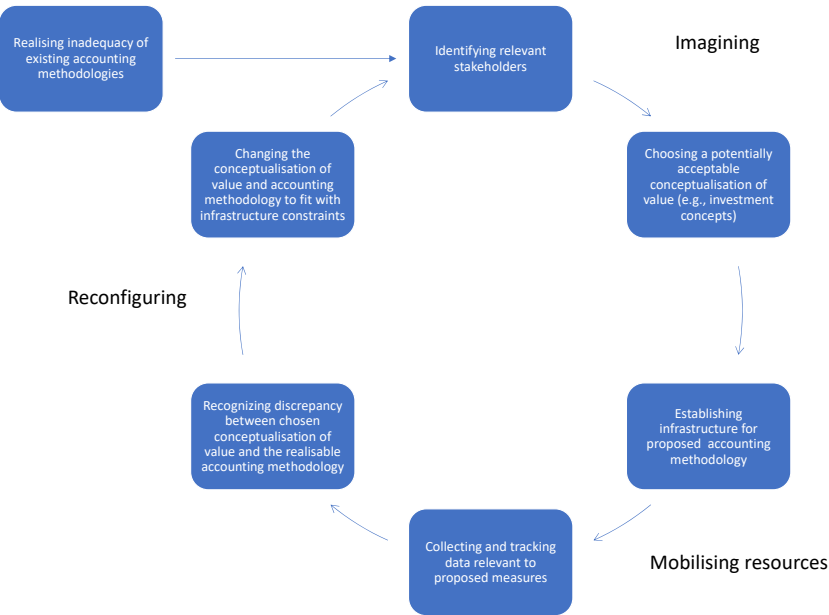 Realising inadequacy of
existing accounting
methodologies
Identifying relevant
stakeholders
Imagining
Changing the
conceptualisation of
value and accounting
methodology to fit with
infrastructure constraints
Choosing a potentially
acceptable
conceptualisation of
value (e.g., investment
concepts)
Reconfiguring
Recognizing discrepancy
between chosen
conceptualisation of
value and the realisable
accounting methodology
Establishing
infrastructure for
proposed accounting
methodology
Collecting and tracking
data relevant to
proposed measures
Mobilising resources